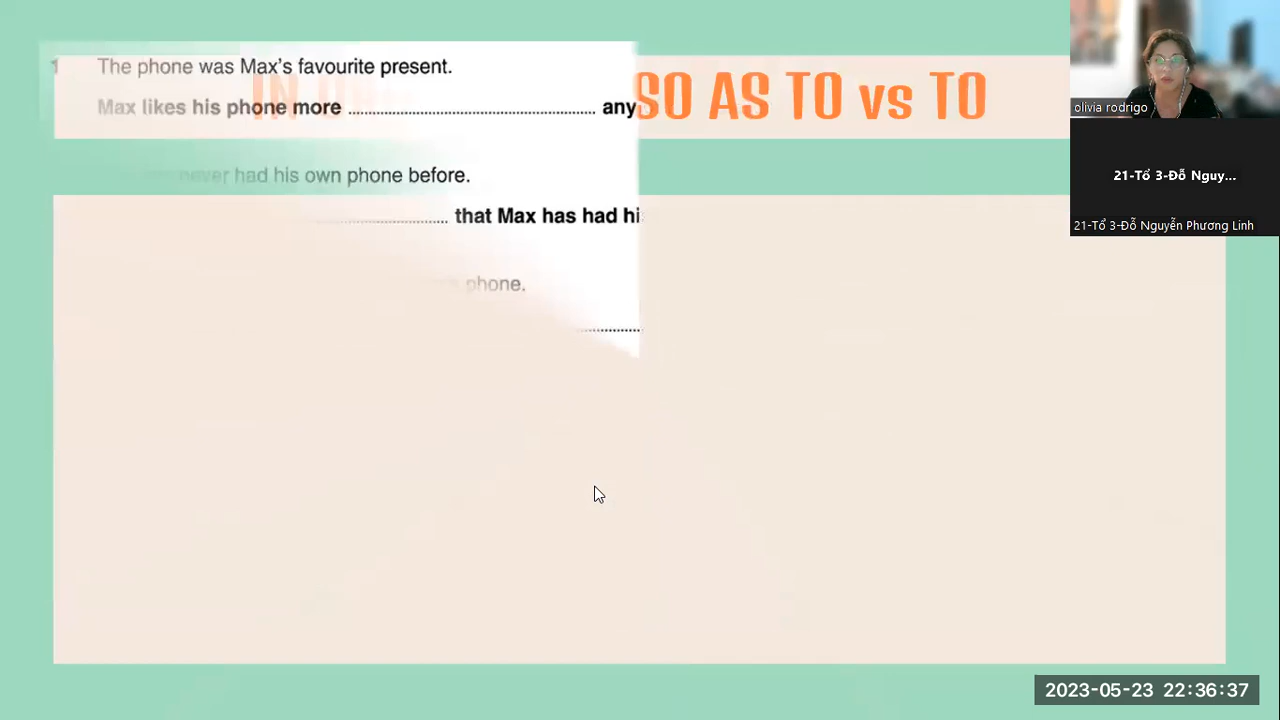 1 The phone was Max's favourite present.
Max likes his phone more ........................................ any
SO AS TO vs TO
never had his own phone before.
........................ that Max has had hi
phone.
............
olivia rodrigo
21-Tổ 3-Đỗ Nguy...
21-Tổ 3-Đỗ Nguyễn Phương Linh
2023-05-23 22:36:37